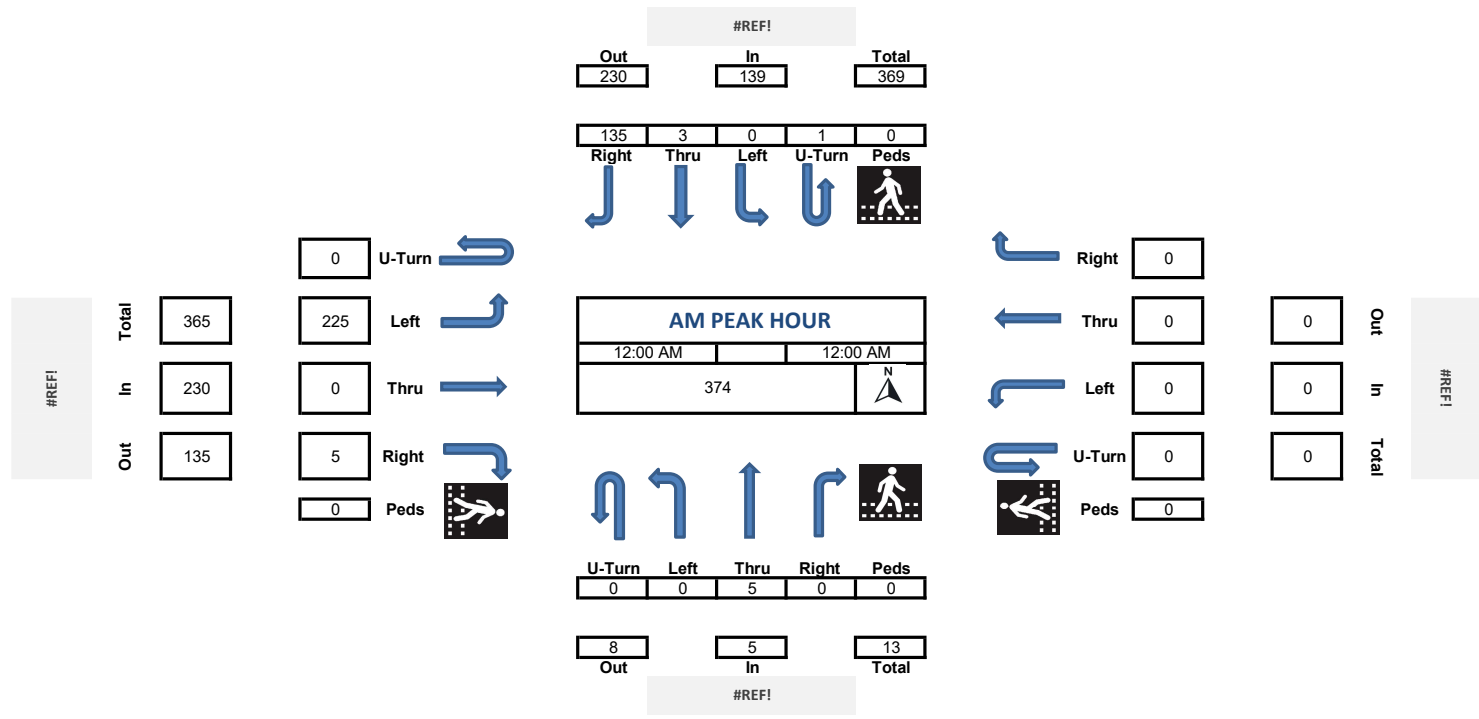 #REF!
Out In Total
230 139 369
135 3 0 1 0
Right Thru Left U-Turn Peds
0 U-Turn
Right 0
Total 365 225 Left
AM PEAK HOUR
Thru 0 0 Out
12:00 AM 12:00 AM
#REF!
In 230 0 Thru
374
N
Left 0 0 In
#REF!
Out 135 5 Right
U-Turn 0 0 Total
0 Peds
Peds 0
U-Turn Left Thru Right Peds
0 0 5 0 0
8 5 13
Out In Total
#REF!